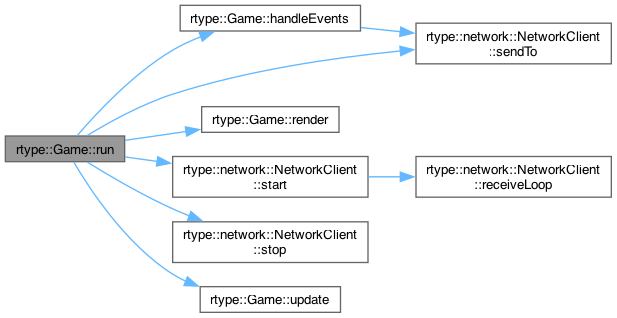 rtype::Game::run
rtype::Game::handleEvents
rtype::network::NetworkClient
::sendTo
rtype::Game::render
rtype::network::NetworkClient
::start
rtype::network::NetworkClient
::receiveLoop
rtype::network::NetworkClient
::stop
rtype::Game::update